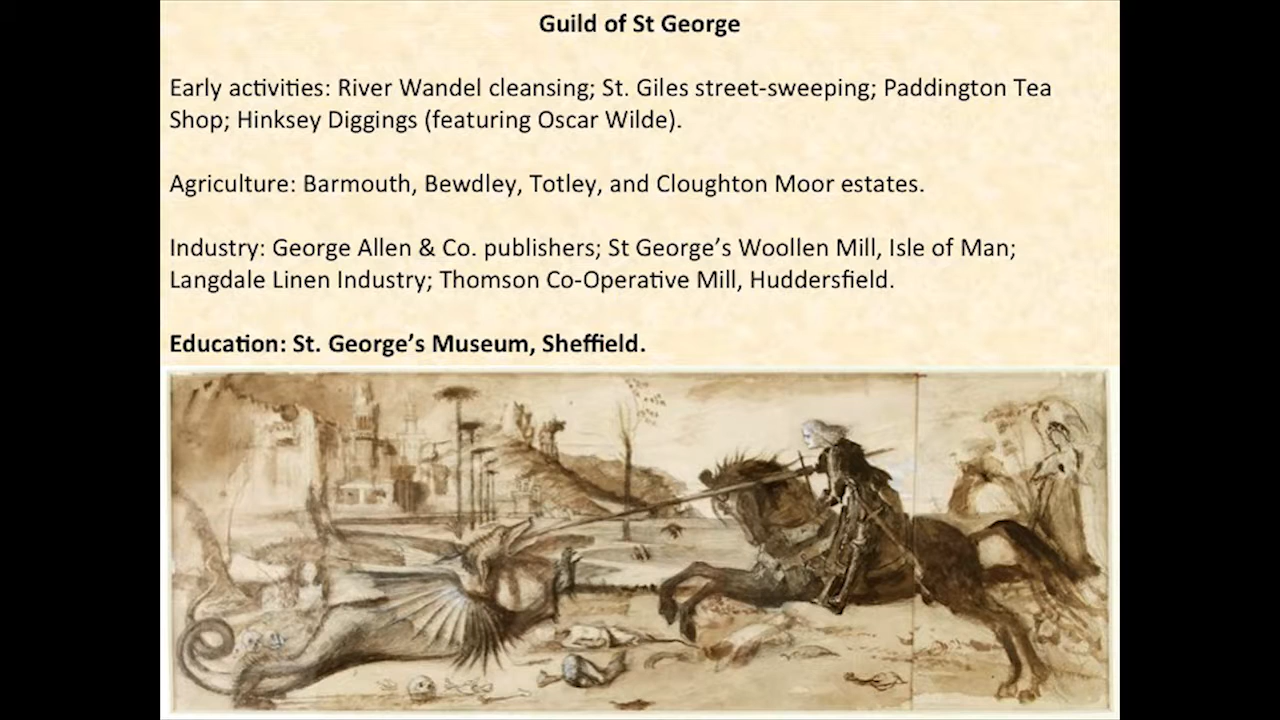 Guild of St George
Early activities: River Wandel cleansing; St. Giles street-sweeping; Paddington Tea
Shop; Hinksey Diggings (featuring Oscar Wilde).
Agriculture: Barmouth, Bewdley, Totley, and Cloughton Moor estates.
Industry: George Allen & Co. publishers; St George’s Woollen Mill, Isle of Man;
Langdale Linen Industry; Thomson Co-Operative Mill, Huddersfield.
Education: St. George’s Museum, Sheffield.